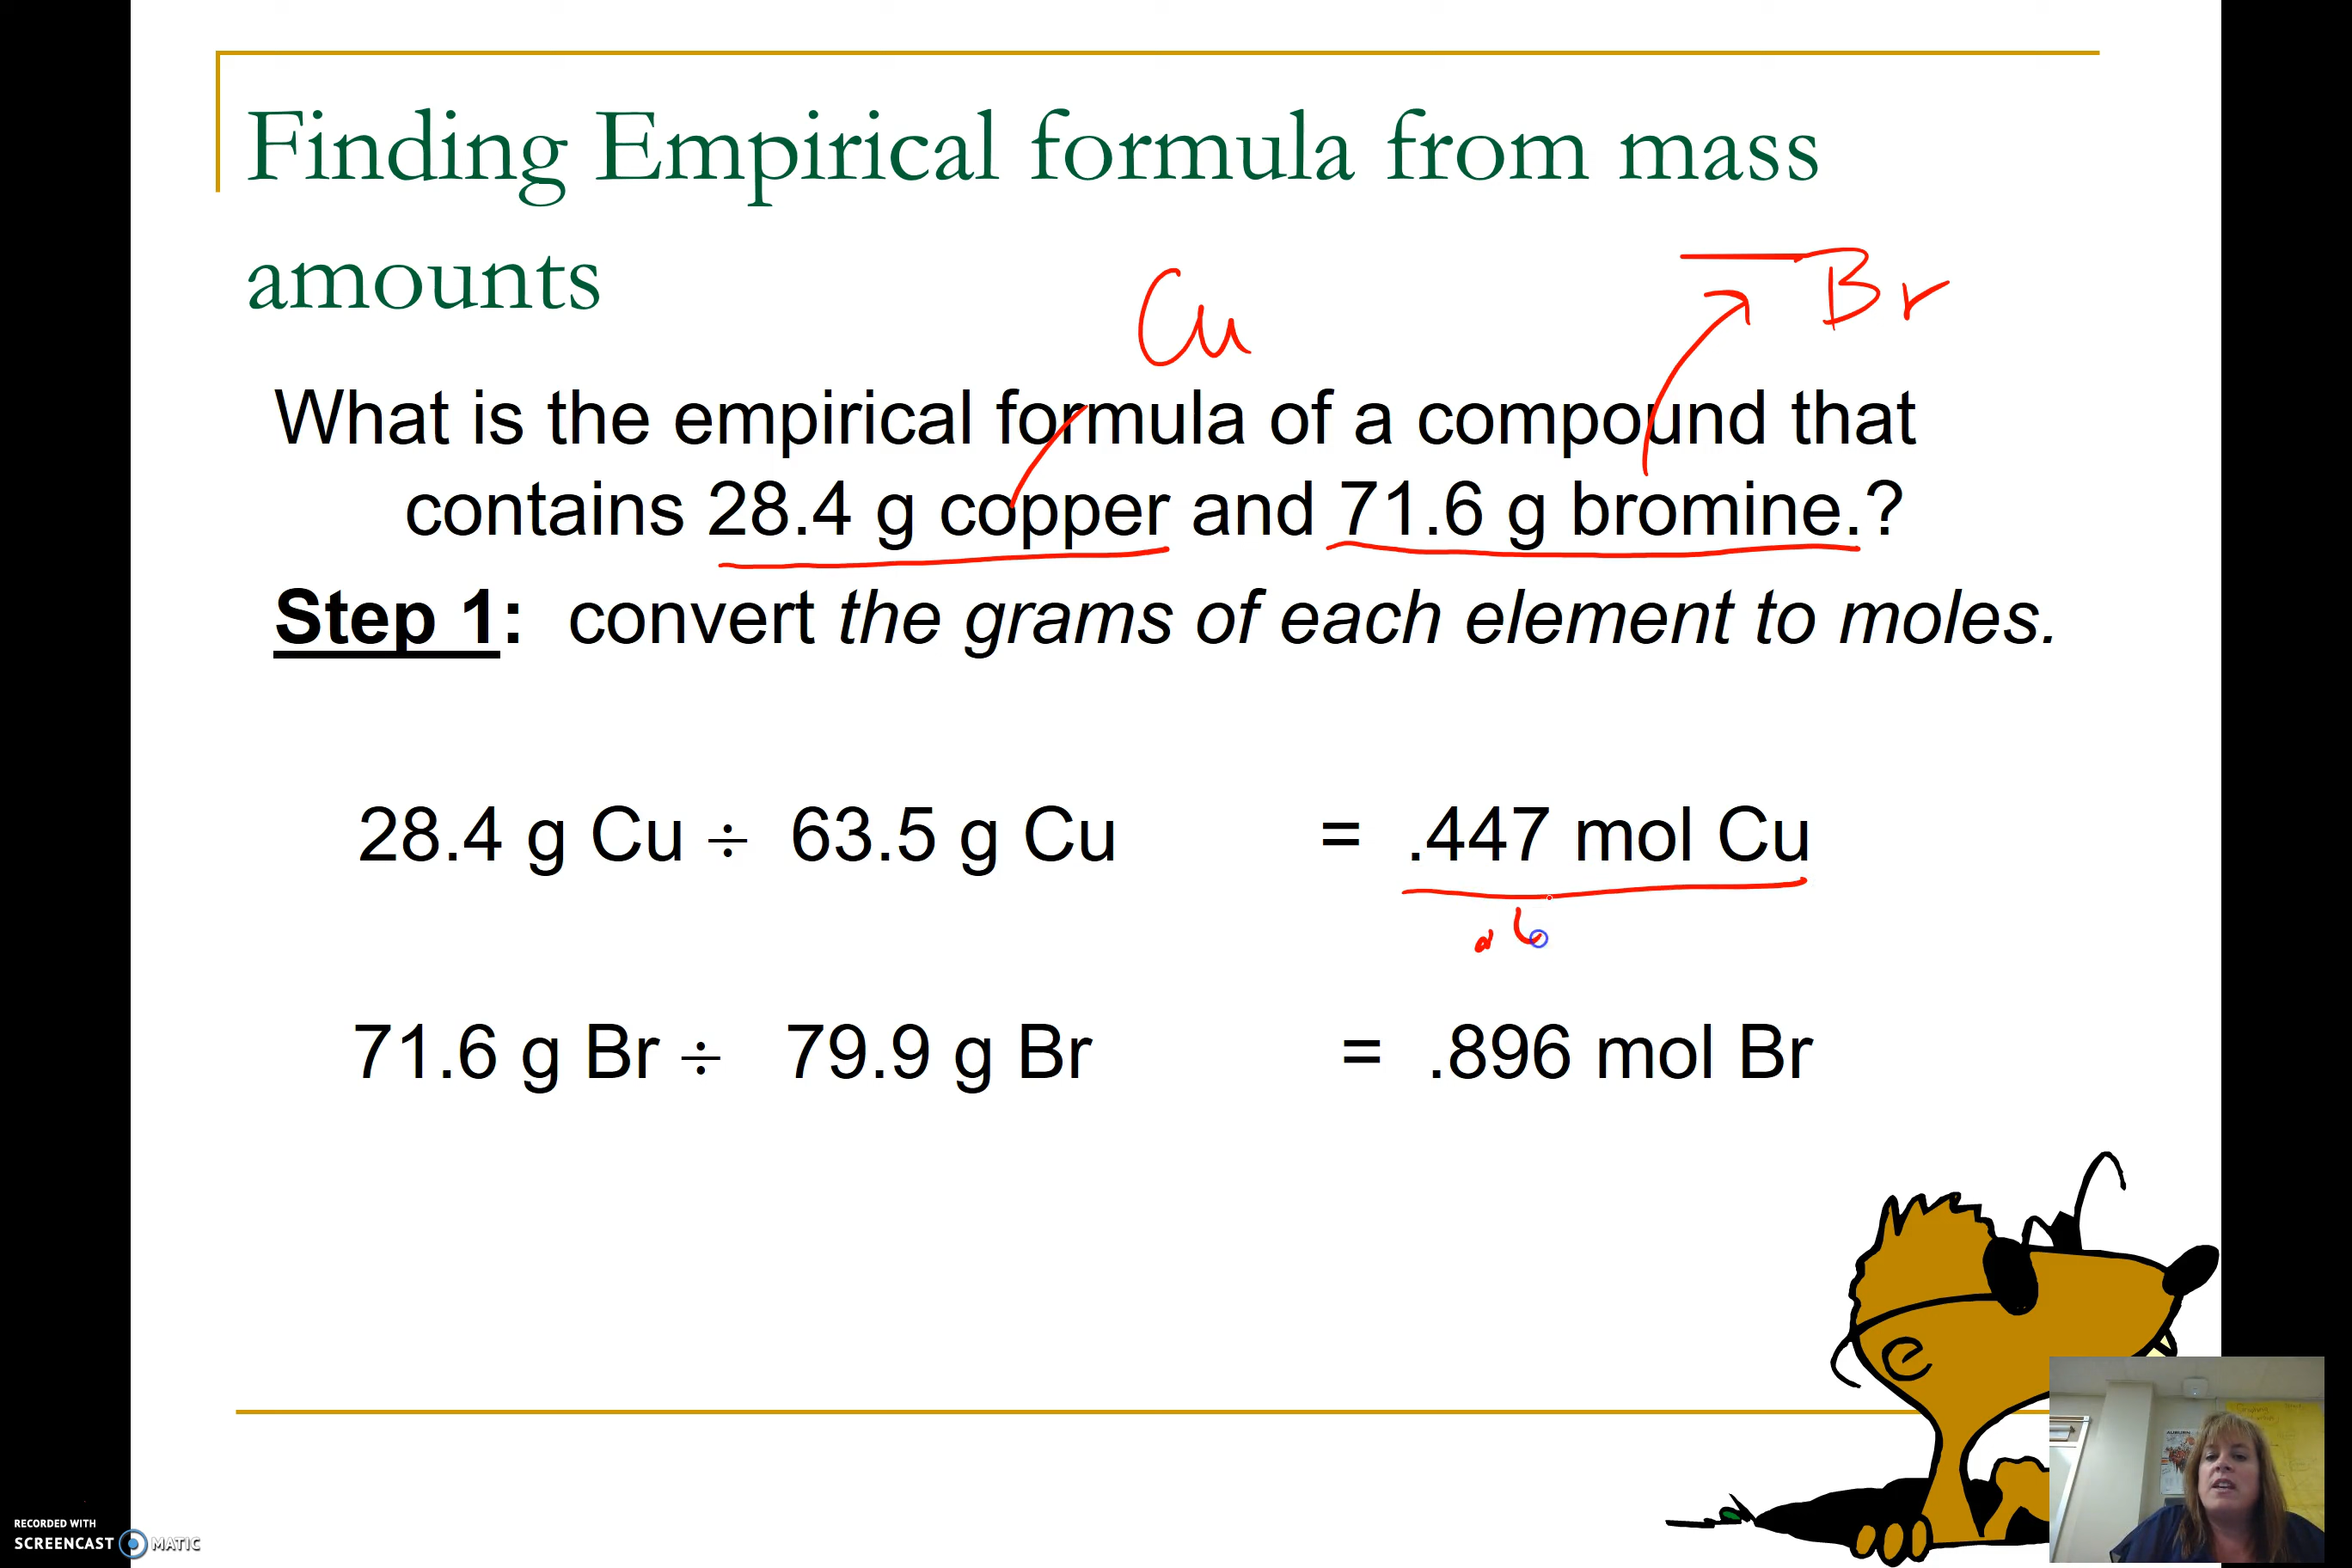 Finding Empirical formula from mass
amounts
Cu
Br
What is the empirical formula of a compound that
contains 28.4 g copper and 71.6 g bromine.?
Step 1: convert the grams of each element to moles.
28.4 g Cu ÷ 63.5 g Cu = .447 mol Cu
71.6 g Br ÷ 79.9 g Br = .896 mol Br
RECORDED WITH
SCREENCAST MATIC